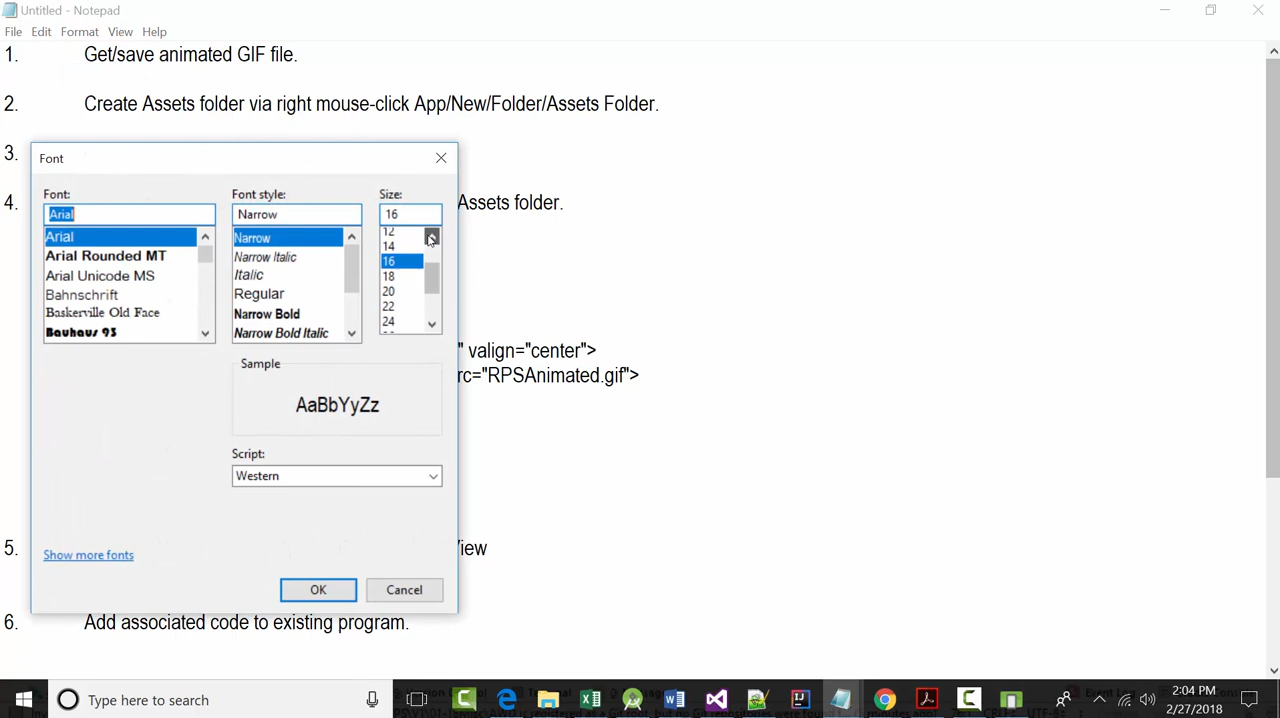 Untitled - Notepad
File Edit Format View Help
1. Get/save animated GIF file.
2. Create Assets folder via right mouse-click App/New/Folder/Assets Folder.
3.
4. Assets folder.
Font
Font: Font style: Size:
Arial Narrow 16
Arial Narrow 12
Arial Rounded MT Narrow Italic 14
Arial Unicode MS Italic 16
Bahnschrift Regular 18
Baskerville Old Face Narrow Bold 20
Bauhaus 93 Narrow Bold Italic 22
24
" valign="center">
Sample
rc="RPSAnimated.gif">
AaBbYyZz
Script:
Western
5. View
Show more fonts
OK Cancel
6. Add associated code to existing program.
Type here to search
2:04 PM
2/27/2018